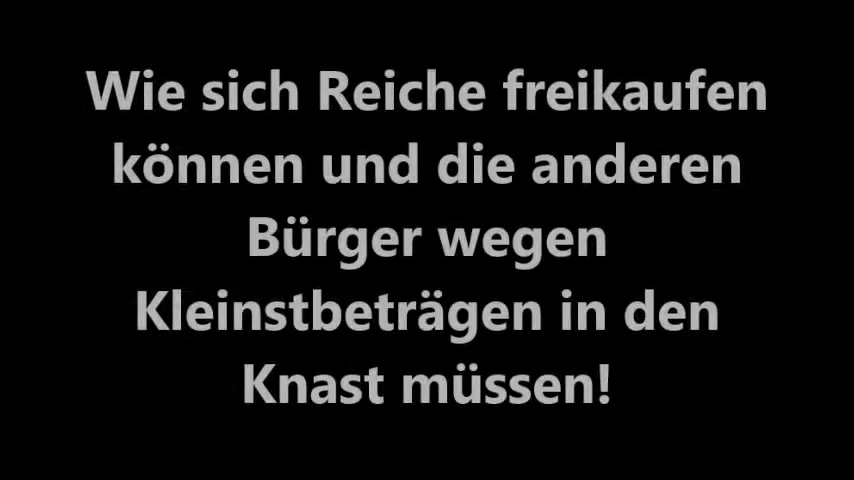 Wie sich Reiche freikaufen
können und die anderen
Bürger wegen
Kleinstbeträgen in den
Knast müssen!